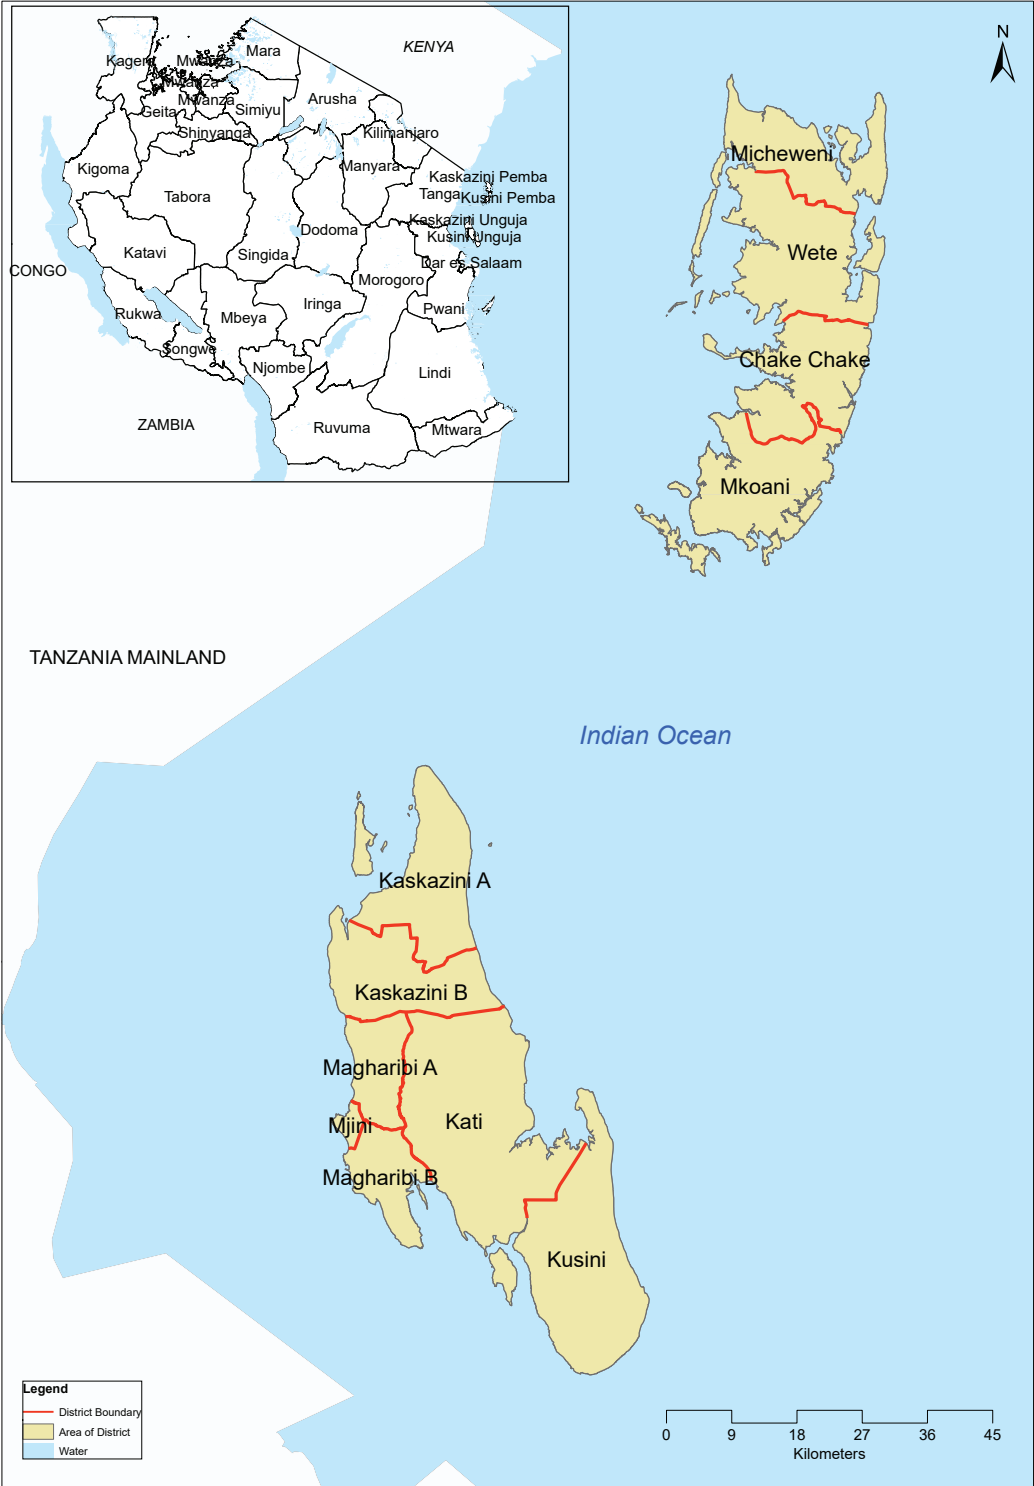 KENYA
Mara
Kagera
Mwanza
Mwanza
Mwanza
Arusha
Geita
Simiyu
Shinyanga
Kilimanjaro
Kigoma
Manyara
Kaskazini Pemba
Tabora
Tanga
Kusini Pemba
Kaskazini Unguja
Dodoma
Kusini Unguja
Katavi
Singida
Dar es Salaam
CONGO
Morogoro
Iringa
Pwani
Rukwa
Mbeya
Songwe
Njombe
Lindi
ZAMBIA
Ruvuma
Mtwara
N
Micheweni
Wete
Chake Chake
Mkoani
TANZANIA MAINLAND
Indian Ocean
Kaskazini A
Kaskazini B
Magharibi A
Mjini
Kati
Magharibi B
Kusini
Legend
District Boundary
Area of District
Water
0 9 18 27 36 45
Kilometers